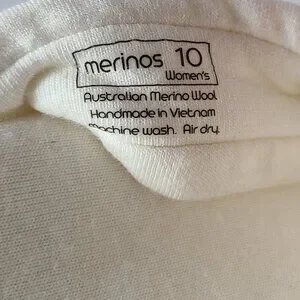 merinos 10
Women's
Australian Merino Wool
Handmade in Vietnam
machine wash. Air dry.